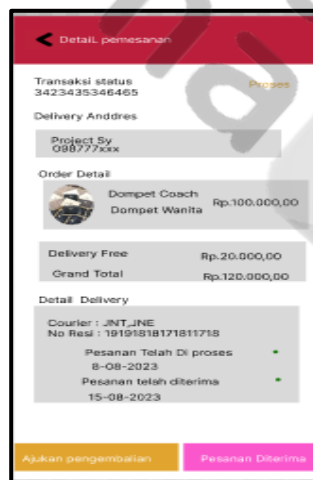 Detail pemesanan
Transaksi status
Proses
3423435346465
Delivery Anddres
Project Sy
098777xxx
Order Detail
Dompet Coach
Rp.100.000,00
Dompet Wanita
Delivery Free
Rp.20.000,00
Grand Total
Rp.120.000,00
Detail Delivery
Courier : JNT,JNE
No Resi : 19191818171811718
Pesanan Telah Di proses
8-08-2023
Pesanan telah diterima
15-08-2023
Ajukan pengembalian
Pesanan Diterima